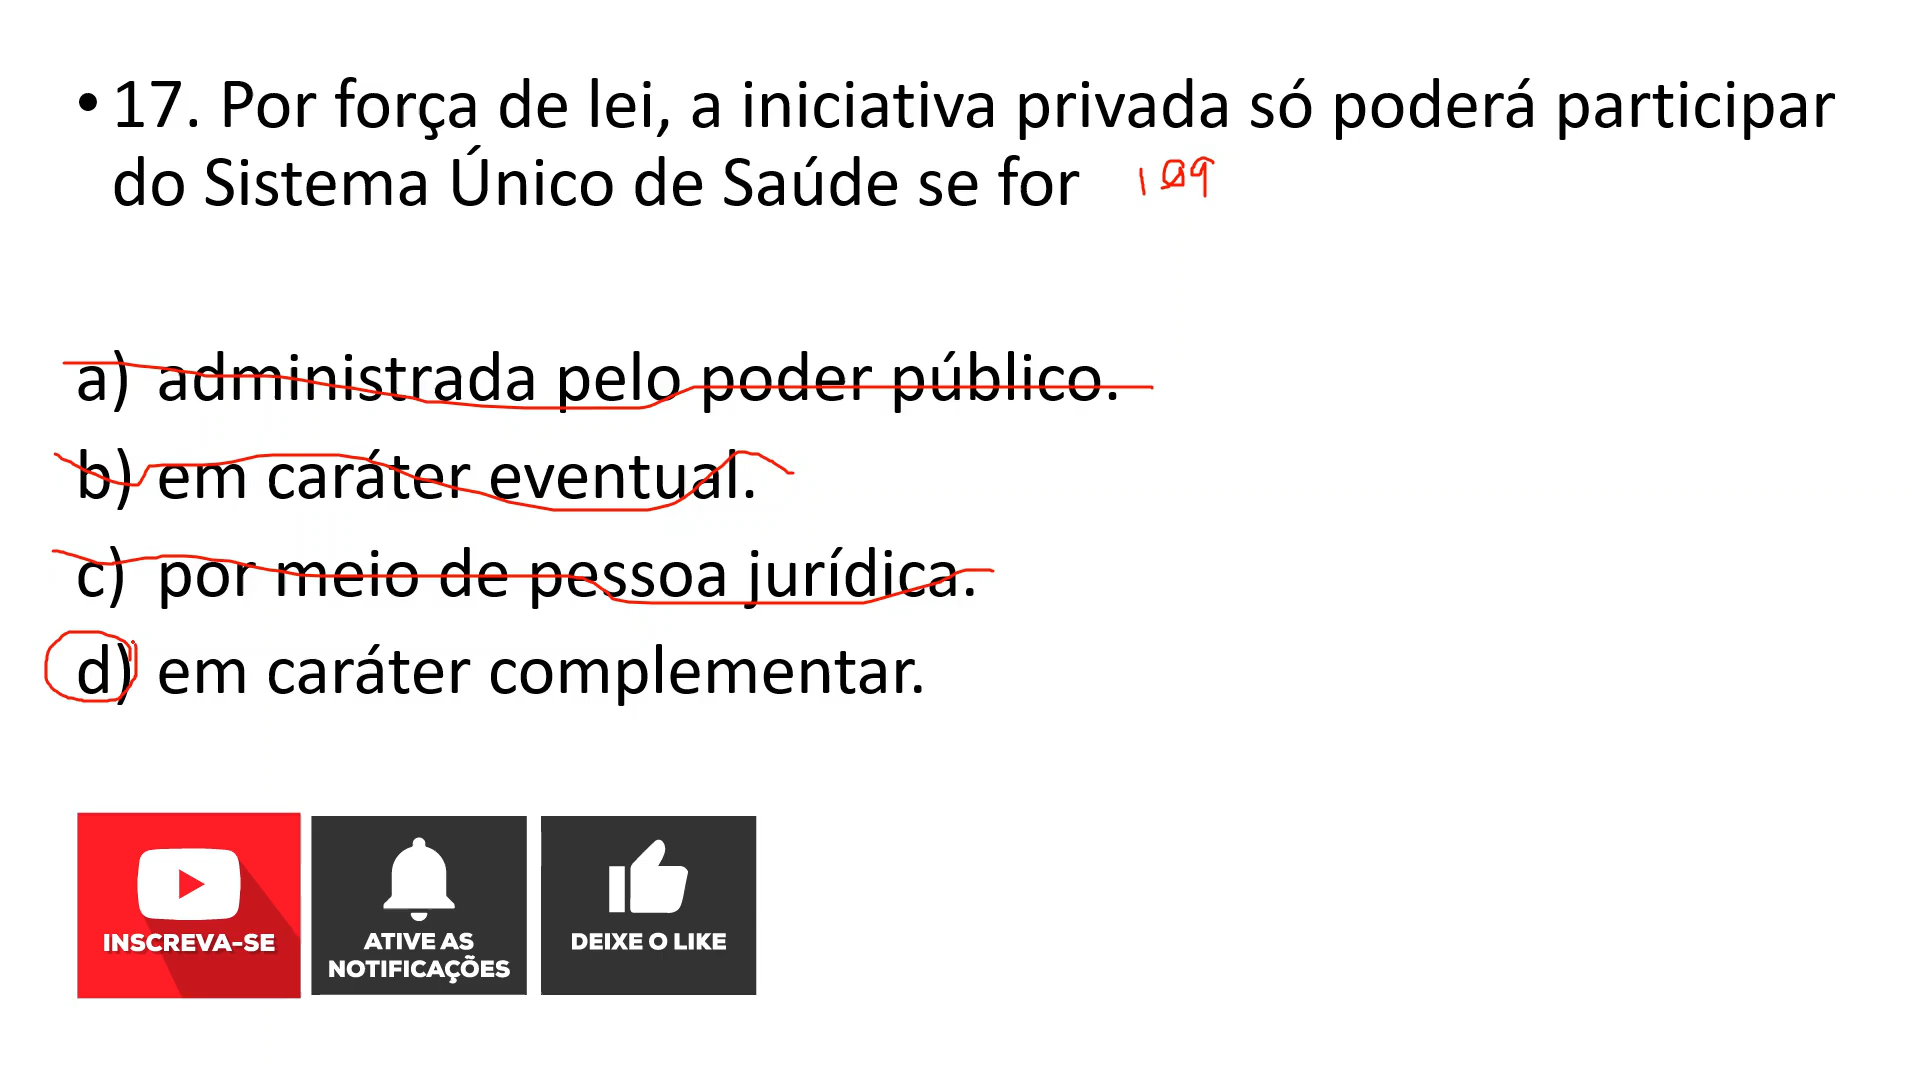 • 17. Por força de lei, a iniciativa privada só poderá participar
do Sistema Único de Saúde se for 199
a) administrada pelo poder público.
b) em caráter eventual.
c) por meio de pessoa jurídica.
d) em caráter complementar.
INSCREVA-SE
ATIVE AS
NOTIFICAÇÕES
DEIXE O LIKE